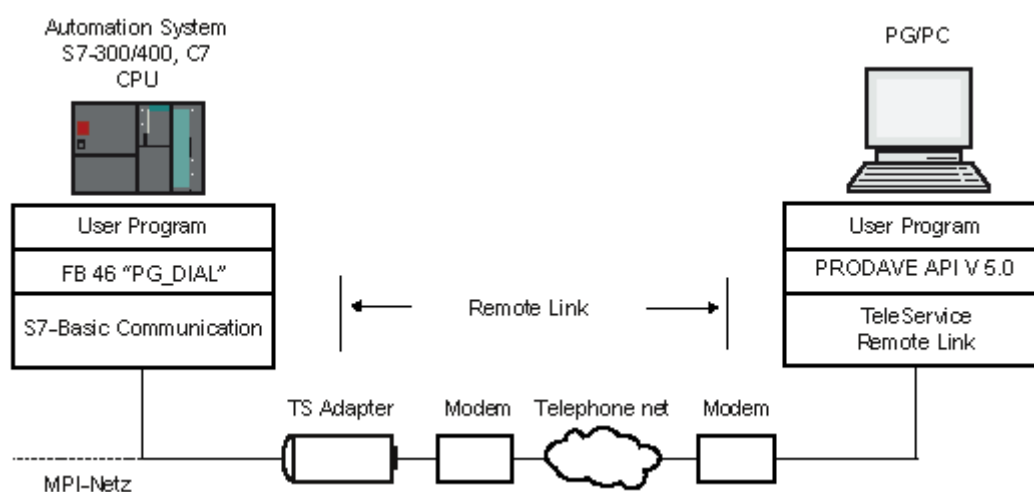 Automation System
S7-300/400, C7
CPU
PG/PC
User Program
FB 46 “PG_DIAL”
S7-Basic Communication
User Program
PRODAVE API V 5.0
TeleService
Remote Link
Remote Link
TS Adapter
Modem
Telephone net
Modem
MPI-Netz